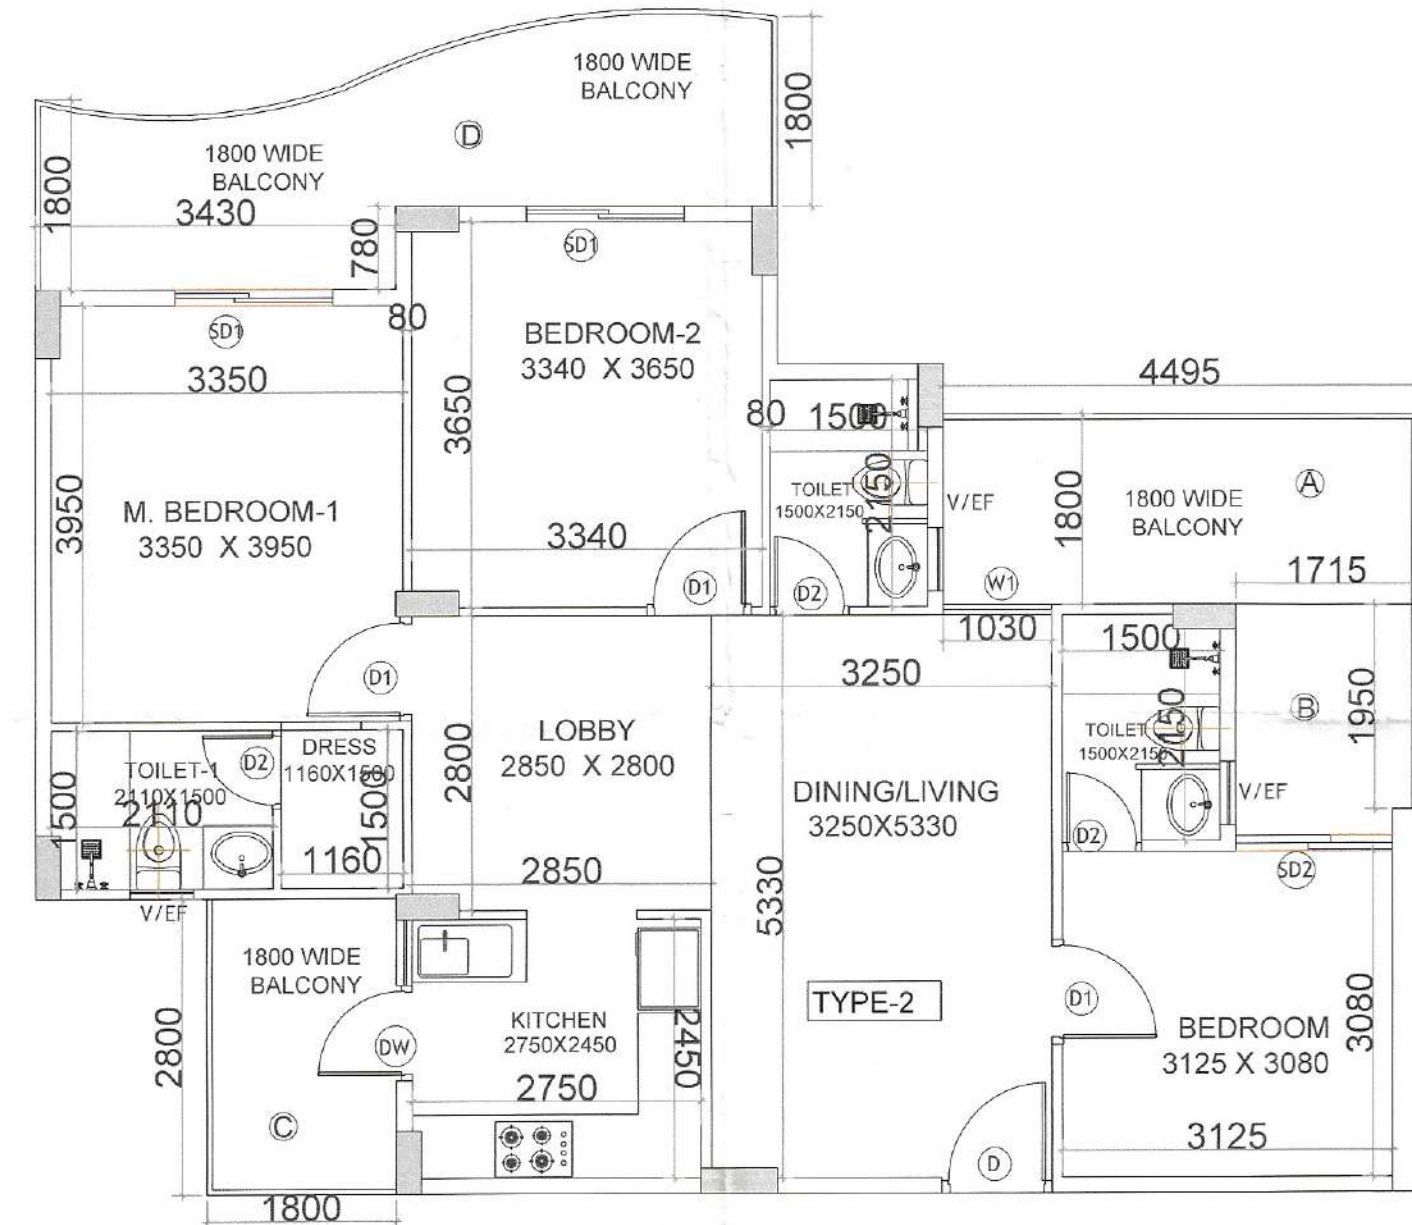 1800 WIDE
BALCONY
1800
D
1800 WIDE
BALCONY
1800
3430
780
SD1
SD1
80
BEDROOM-2
3340 X 3650
3350
4495
3650
80
1500
2150
3950
M. BEDROOM-1
3350 X 3950
TOILET
1500X2150
V/EF
1800
1800 WIDE
BALCONY
A
3340
1715
D1
D2
W1
1030
1500
D1
3250
2150
B
1950
LOBBY
2850 X 2800
2800
TOILET
1500X2150
D2
DRESS
1160X1500
TOILET-1
2110X1500
500
2110
1500
1160
DINING/LIVING
3250X5330
V/EF
D2
2850
SD2
5330
V/EF
1800 WIDE
BALCONY
TYPE-2
D1
KITCHEN
2750X2450
2450
BEDROOM
3125 X 3080
3080
2800
DW
2750
C
3125
D
1800